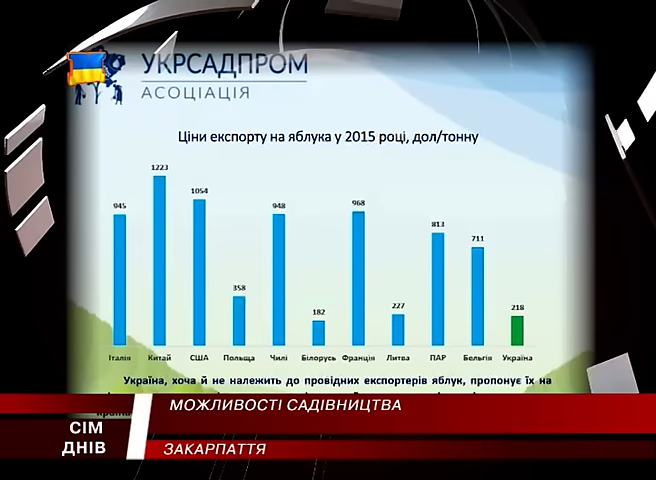 УКРСАДПРОМ
АСОЦІАЦІЯ
Ціни експорту на яблука у 2015 році, дол/тонну
945 1223 1054 358 948 182 968 227 813 711 218
Італія Китай США Польща Чилі Білорусь Франція Литва ПАР Бельгія Україна
Україна, хоча й не належить до провідних експортерів яблук, пропонує їх на
МОЖЛИВОСТІ САДІВНИЦТВА
СІМ
ДНІВ
ЗАКАРПАТТЯ